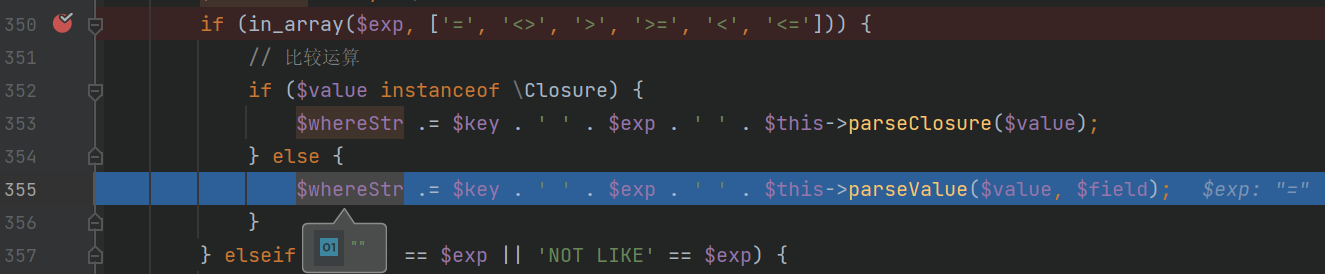 350 if (in_array($exp, ['=', '<>', '>', '>=', '<', '<='])) {
351 // 比较运算
352 if ($value instanceof \Closure) {
353 $whereStr .= $key . ' ' . $exp . ' ' . $this->parseClosure($value);
354 } else {
355 $whereStr .= $key . ' ' . $exp . ' ' . $this->parseValue($value, $field); $exp: "="
356 }
01 ""
357 } elseif == $exp || 'NOT LIKE' == $exp) {